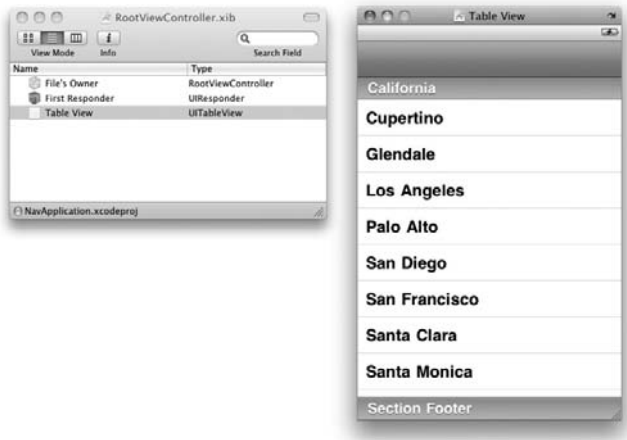 RootViewController.xib
View Mode Info Search Field
Name Type
File's Owner RootViewController
First Responder UIResponder
Table View UITableView
NavApplication.xcodeproj
Table View
California
Cupertino
Glendale
Los Angeles
Palo Alto
San Diego
San Francisco
Santa Clara
Santa Monica
Section Footer